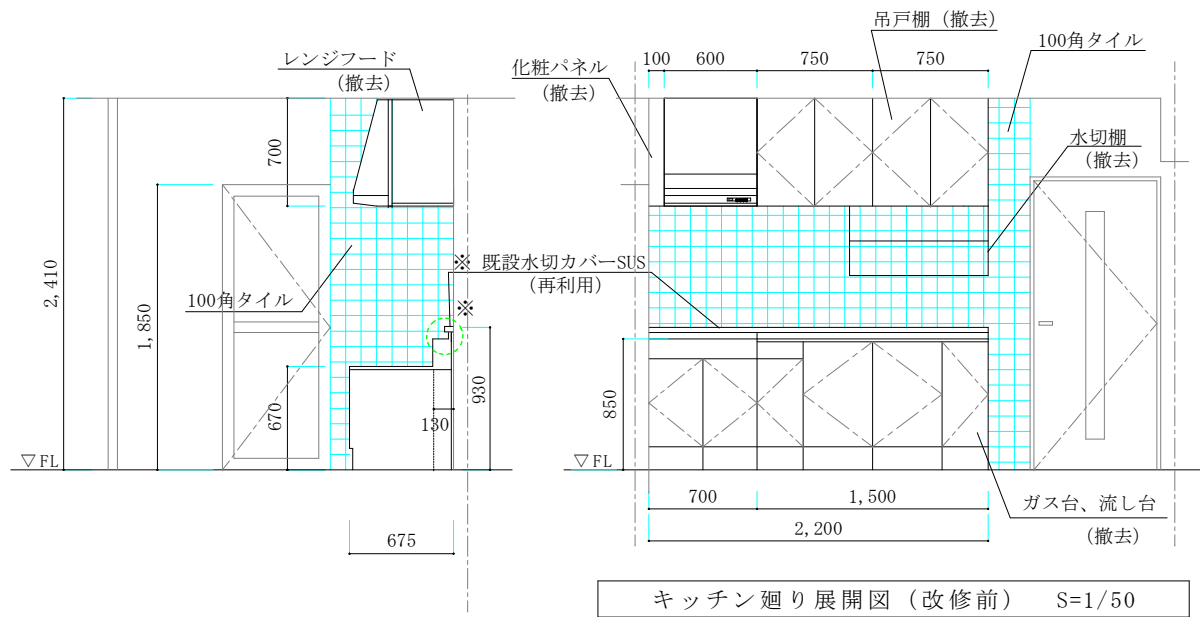 吊戸棚（撤去）
レンジフード
（撤去）
化粧パネル
（撤去）
100
600
750
750
100角タイル
水切棚
（撤去）
700
2,410
1,850
100角タイル
※
既設水切カバーSUS
（再利用）
※
670
130
930
850
▽FL
▽FL
675
700
1,500
2,200
ガス台、流し台
（撤去）
キッチン廻り展開図（改修前） S=1/50